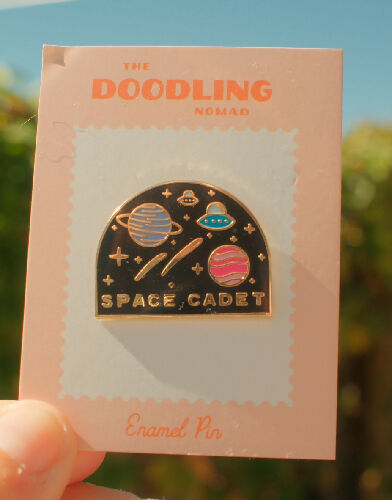 THE
DOODLING
NOMAD
SPACE CADET
Enamel Pin